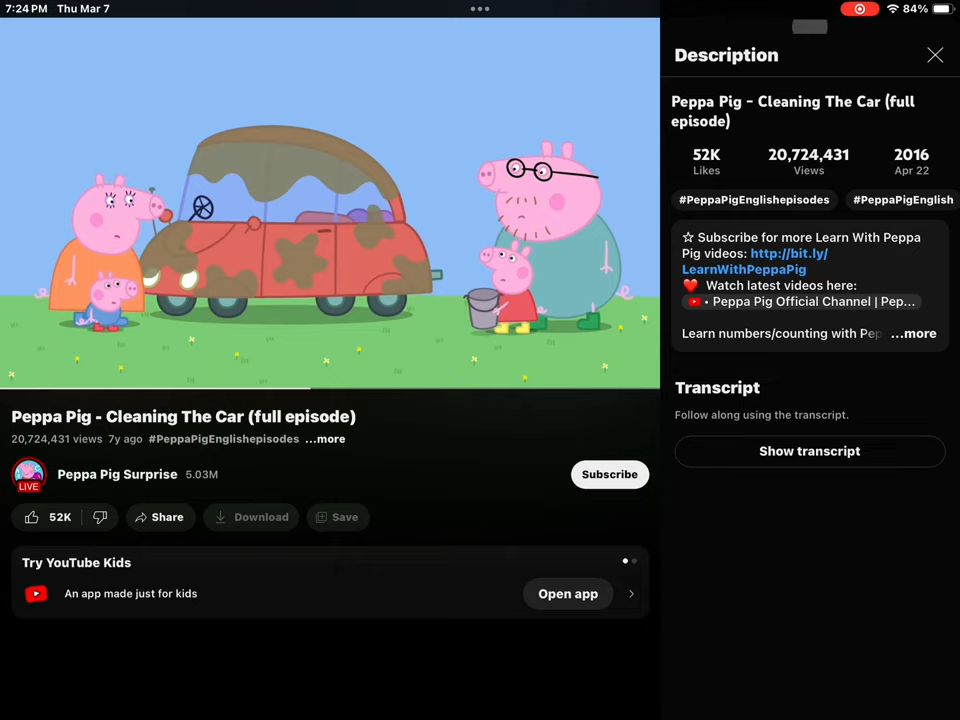 7:24 PM Thu Mar 7
84%
Peppa Pig - Cleaning The Car (full episode)
20,724,431 views 7y ago #PeppaPigEnglishepisodes ...more
LIVE
Peppa Pig Surprise 5.03M
Subscribe
52K
Share
Download
Save
Try YouTube Kids
An app made just for kids
Open app
Description
Peppa Pig - Cleaning The Car (full
episode)
52K 20,724,431 2016
Likes Views Apr 22
#PeppaPigEnglishepisodes #PeppaPigEnglish
☆ Subscribe for more Learn With Peppa
Pig videos: http://bit.ly/
LearnWithPeppaPig
❤️ Watch latest videos here:
• Peppa Pig Official Channel | Pep...
Learn numbers/counting with Pep ...more
Transcript
Follow along using the transcript.
Show transcript